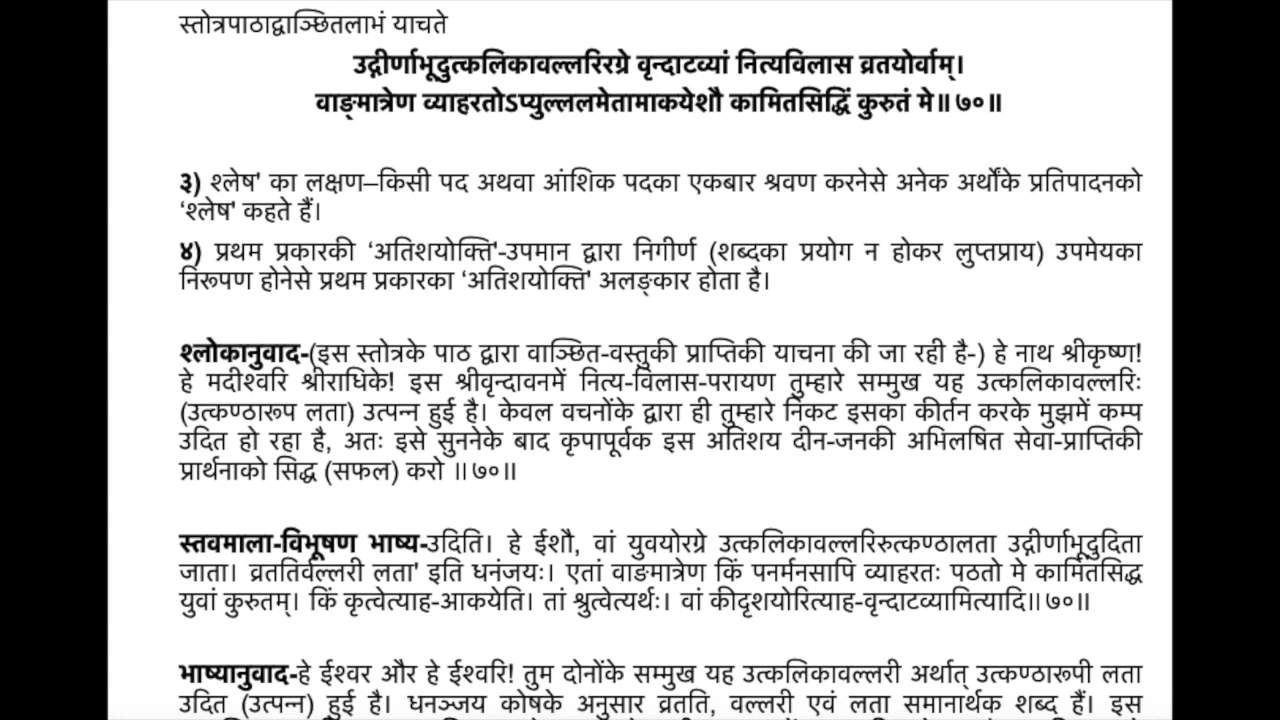 स्तोत्रपाठाद्वाञ्छितलाभं याचते
उद्गीर्णाभूदुत्कलिकावल्लरिरग्रे वृन्दाटव्यां नित्यविलास व्रतयोर्वाम्।
वाङ्मात्रेण व्याहरतोऽप्युल्ललमेतामाकयेशौ कामितसिद्धिं कुरुतं मे॥७०॥
३) श्लेष' का लक्षण–किसी पद अथवा आंशिक पदका एकबार श्रवण करनेसे अनेक अर्थोंके प्रतिपादनको
‘श्लेष' कहते हैं।
४) प्रथम प्रकारकी ‘अतिशयोक्ति'-उपमान द्वारा निगीर्ण (शब्दका प्रयोग न होकर लुप्तप्राय) उपमेयका
निरूपण होनेसे प्रथम प्रकारका ‘अतिशयोक्ति' अलङ्कार होता है।
श्लोकानुवाद-(इस स्तोत्रके पाठ द्वारा वाञ्छित-वस्तुकी प्राप्तिकी याचना की जा रही है-) हे नाथ श्रीकृष्ण!
हे मदीश्वरि श्रीराधिके! इस श्रीवृन्दावनमें नित्य-विलास-परायण तुम्हारे सम्मुख यह उत्कलिकावल्लरिः
(उत्कण्ठारूप लता) उत्पन्न हुई है। केवल वचनोंके द्वारा ही तुम्हारे निकट इसका कीर्तन करके मुझमें कम्प
उदित हो रहा है, अतः इसे सुननेके बाद कृपापूर्वक इस अतिशय दीन-जनकी अभिलषित सेवा-प्राप्तिकी
प्रार्थनाको सिद्ध (सफल) करो ॥७०॥
स्तवमाला-विभूषण भाष्य-उदिति। हे ईशौ, वां युवयोरग्रे उत्कलिकावल्लरिरुत्कण्ठालता उद्गीर्णाभूदुदिता
जाता। व्रततिर्वल्लरी लता' इति धनंजयः। एतां वाङमात्रेण किं पनर्मनसापि व्याहरतः पठतो मे कामितसिद्ध
युवां कुरुतम्। किं कृत्वेत्याह-आकयेति। तां श्रुत्वेत्यर्थः। वां कीदृशयोरित्याह-वृन्दाटव्यामित्यादि॥७०॥
भाष्यानुवाद-हे ईश्वर और हे ईश्वरि! तुम दोनोंके सम्मुख यह उत्कलिकावल्लरी अर्थात् उत्कण्ठारूपी लता
उदित (उत्पन्न) हुई है। धनञ्जय कोषके अनुसार व्रतति, वल्लरी एवं लता समानार्थक शब्द हैं। इस